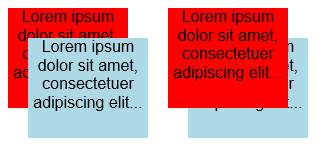 Lorem ipsum
dolor sit amet,
Lorem ipsum
dolor sit amet,
consectetuer
adipiscing elit...
Lorem ipsum
dolor sit amet,
consectetuer
adipiscing elit...